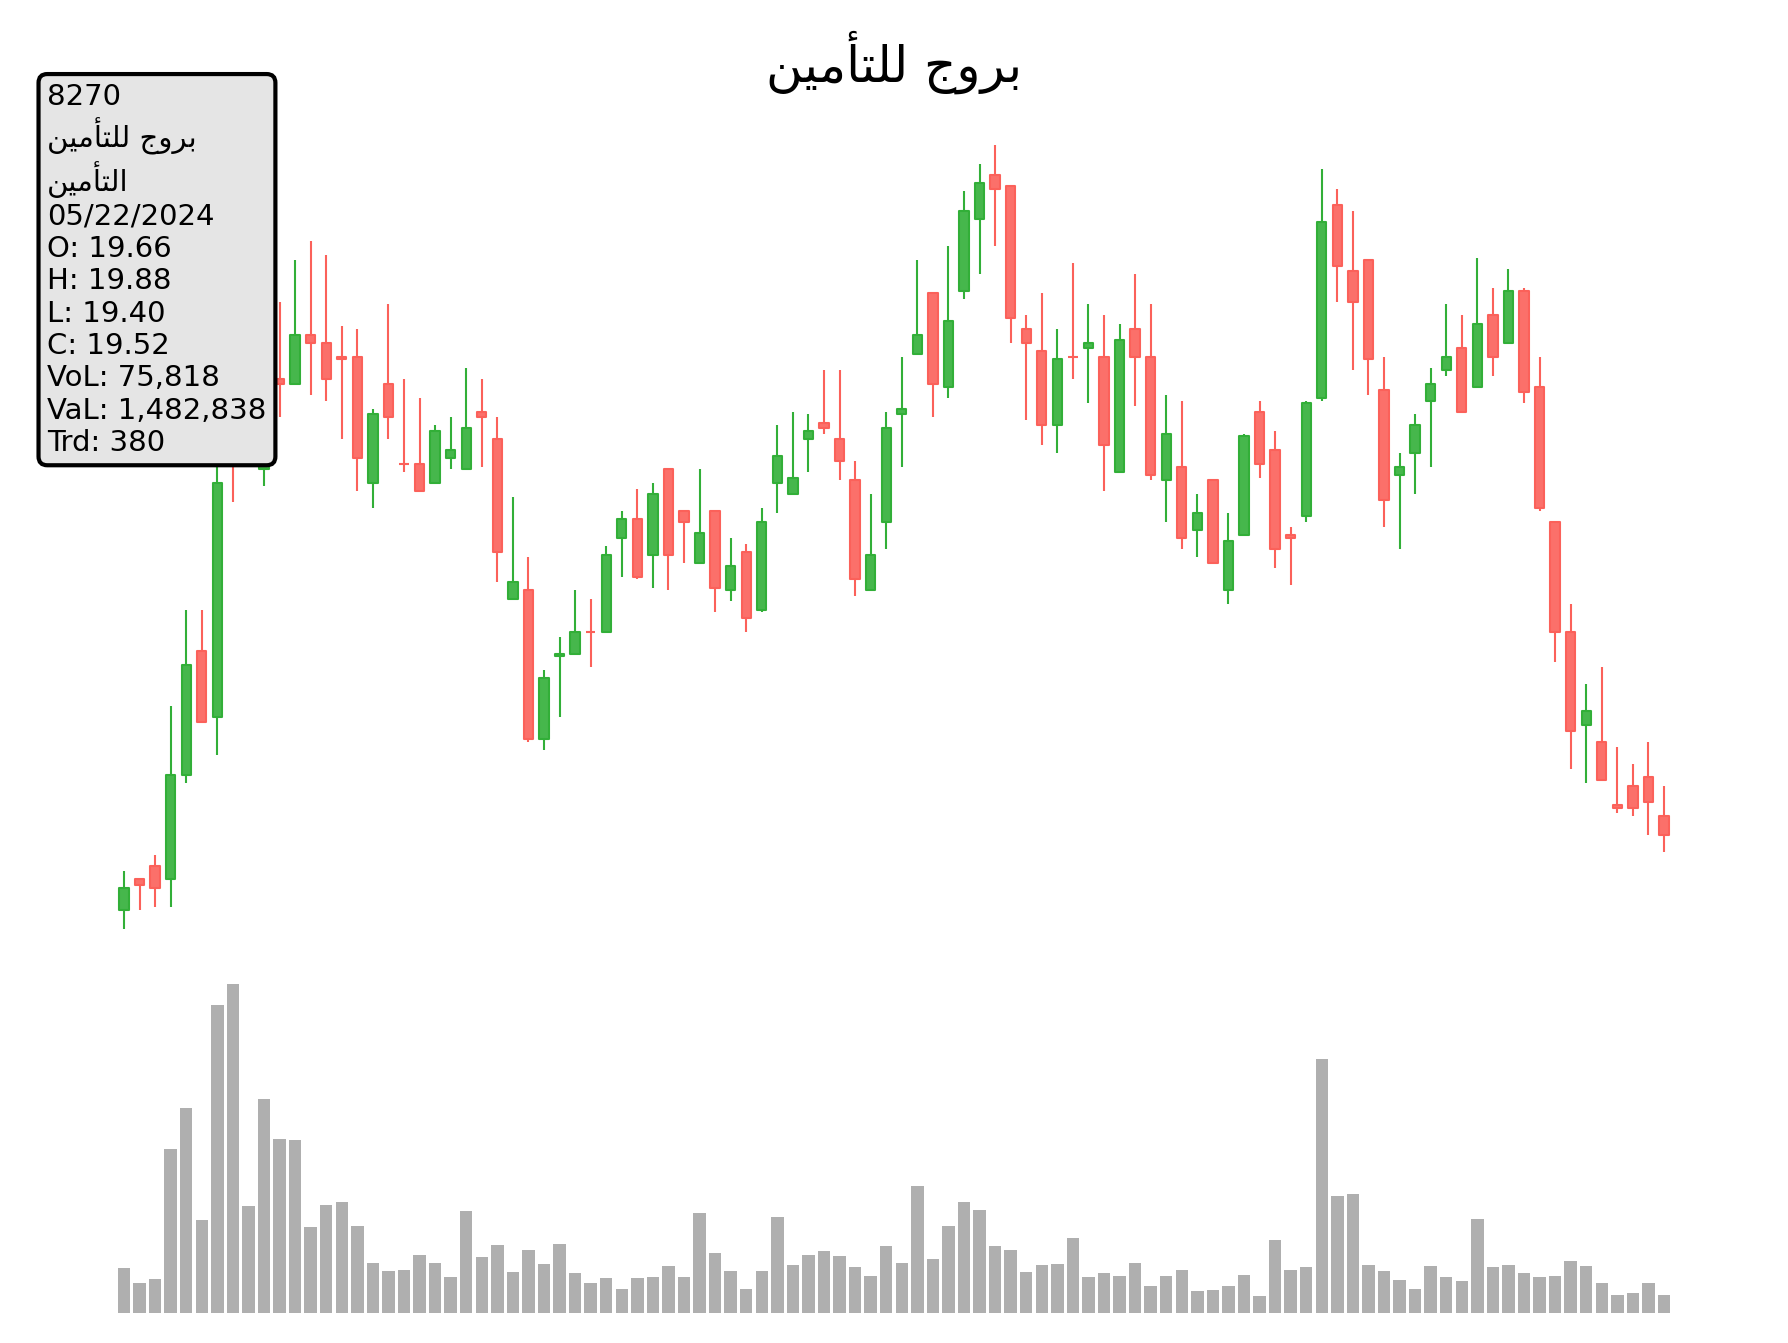 بروج للتأمين
8270
بروج للتأمين
التأمين
05/22/2024
O: 19.66
H: 19.88
L: 19.40
C: 19.52
VoL: 75,818
VaL: 1,482,838
Trd: 380